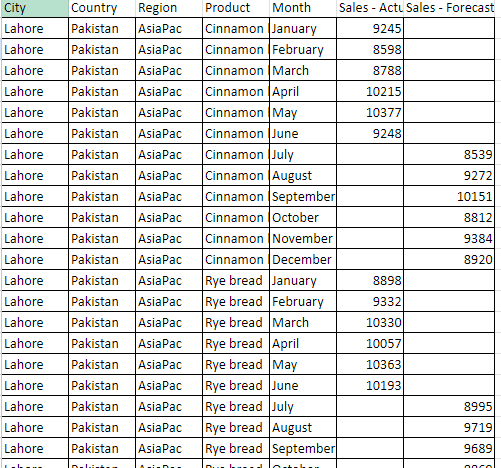 City Country Region Product Month Sales - Actu Sales - Forecast
Lahore Pakistan AsiaPac Cinnamon January 9245
Lahore Pakistan AsiaPac Cinnamon February 8598
Lahore Pakistan AsiaPac Cinnamon March 8788
Lahore Pakistan AsiaPac Cinnamon April 10215
Lahore Pakistan AsiaPac Cinnamon May 10377
Lahore Pakistan AsiaPac Cinnamon June 9248
Lahore Pakistan AsiaPac Cinnamon July 8539
Lahore Pakistan AsiaPac Cinnamon August 9272
Lahore Pakistan AsiaPac Cinnamon September 10151
Lahore Pakistan AsiaPac Cinnamon October 8812
Lahore Pakistan AsiaPac Cinnamon November 9384
Lahore Pakistan AsiaPac Cinnamon December 8920
Lahore Pakistan AsiaPac Rye bread January 8898
Lahore Pakistan AsiaPac Rye bread February 9332
Lahore Pakistan AsiaPac Rye bread March 10330
Lahore Pakistan AsiaPac Rye bread April 10057
Lahore Pakistan AsiaPac Rye bread May 10363
Lahore Pakistan AsiaPac Rye bread June 10193
Lahore Pakistan AsiaPac Rye bread July 8995
Lahore Pakistan AsiaPac Rye bread August 9719
Lahore Pakistan AsiaPac Rye bread September 9689